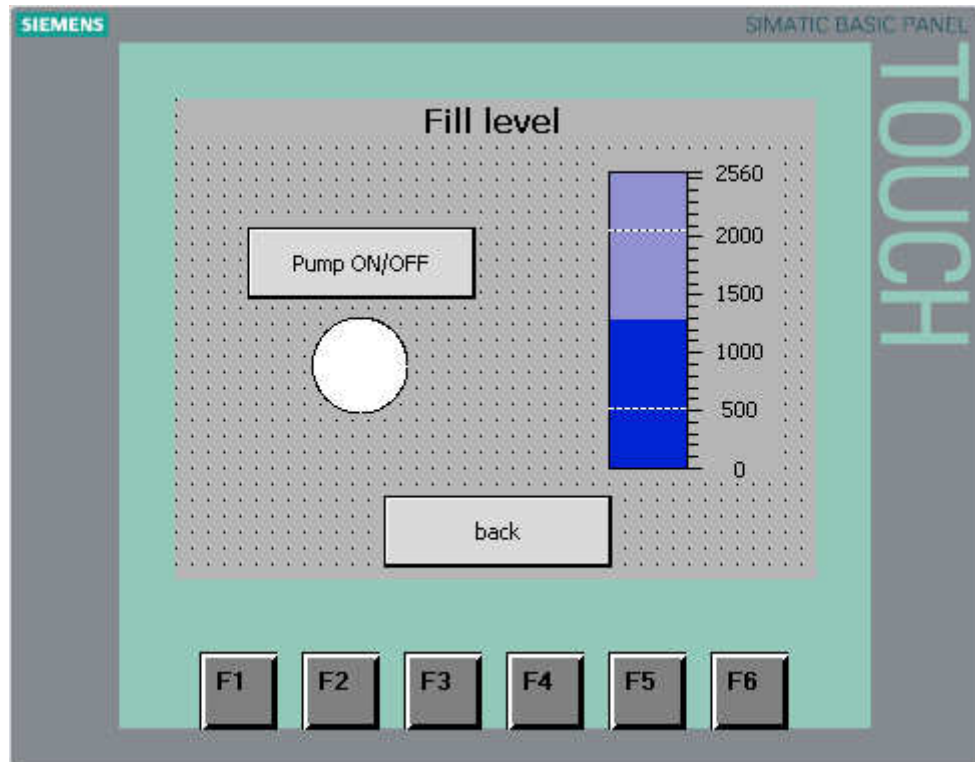 SIEMENS
SIMATIC BASIC PANEL
TOUCH
Fill level
Pump ON/OFF
2560
2000
1500
1000
500
0
back
F1
F2
F3
F4
F5
F6